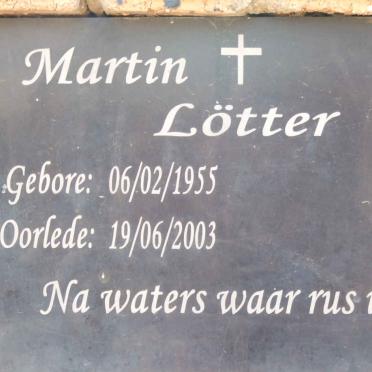 Martin
Lötter
Gebore: 06/02/1955
Oorlede: 19/06/2003
Na waters waar rus